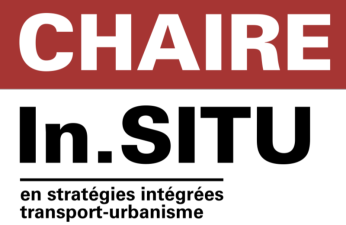 CHAIRE
In.SITU
en stratégies intégrées
transport-urbanisme